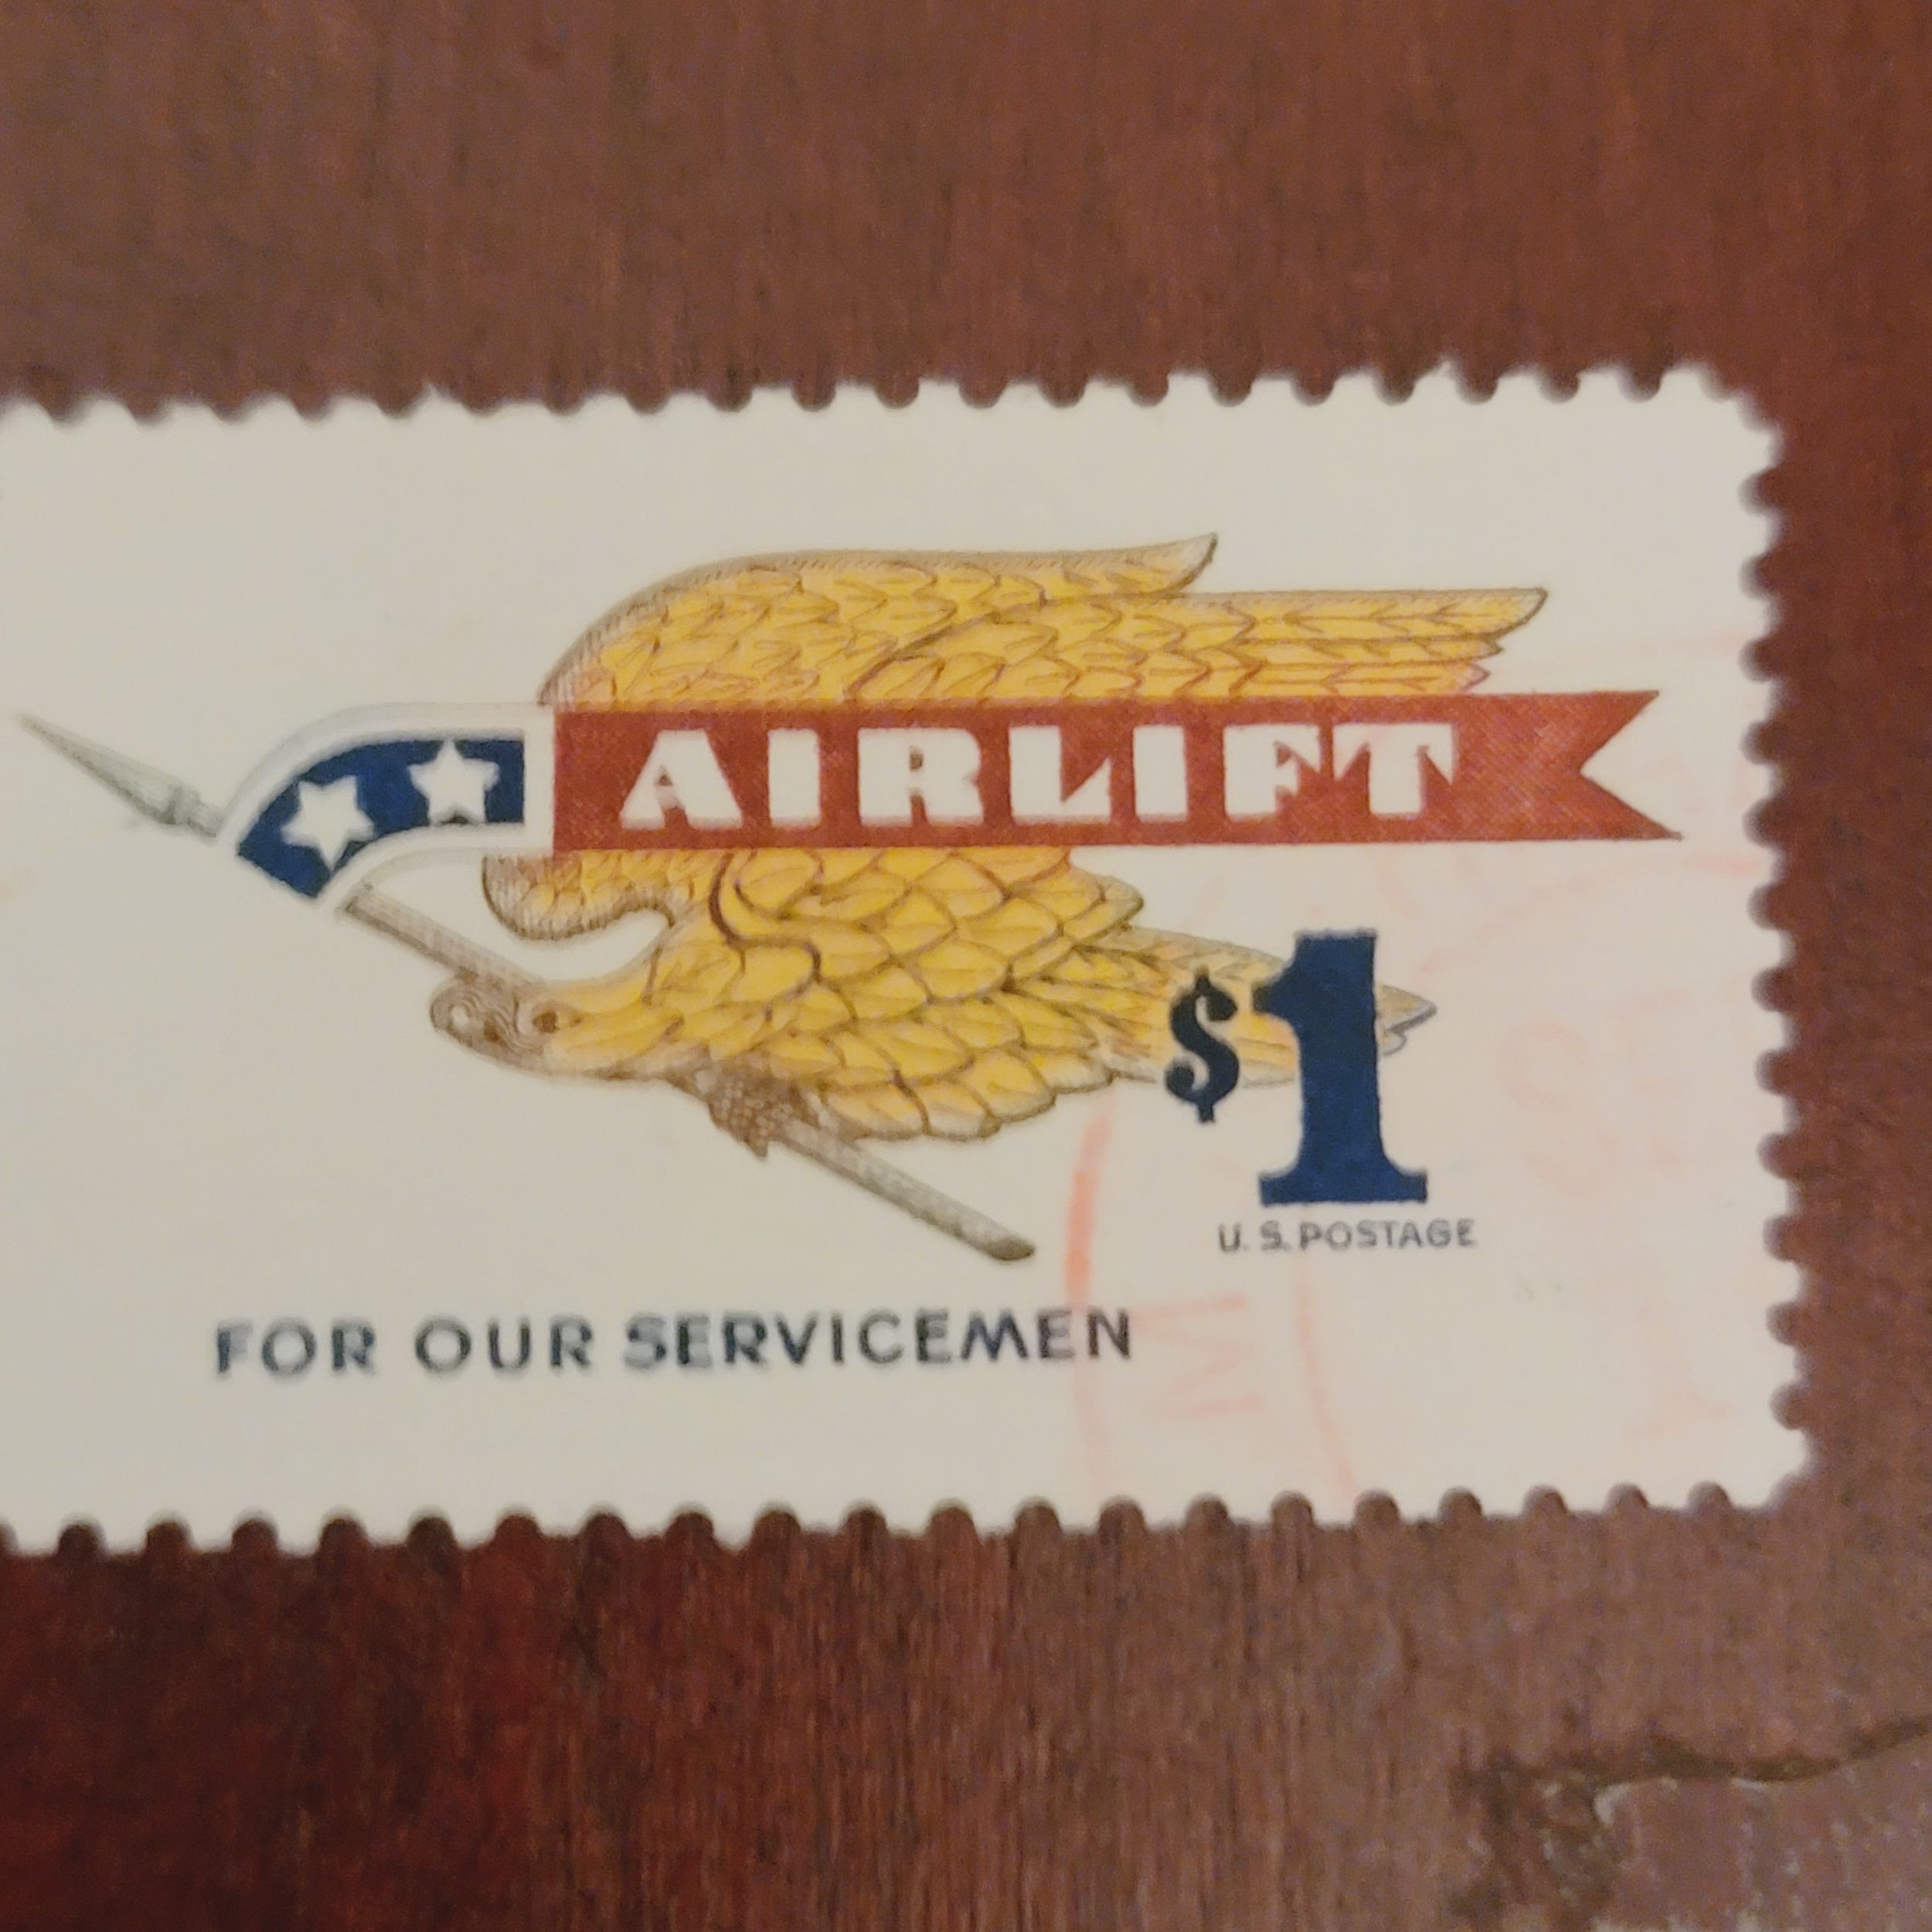 AIRLIFT
$1
U.S. POSTAGE
FOR OUR SERVICEMEN